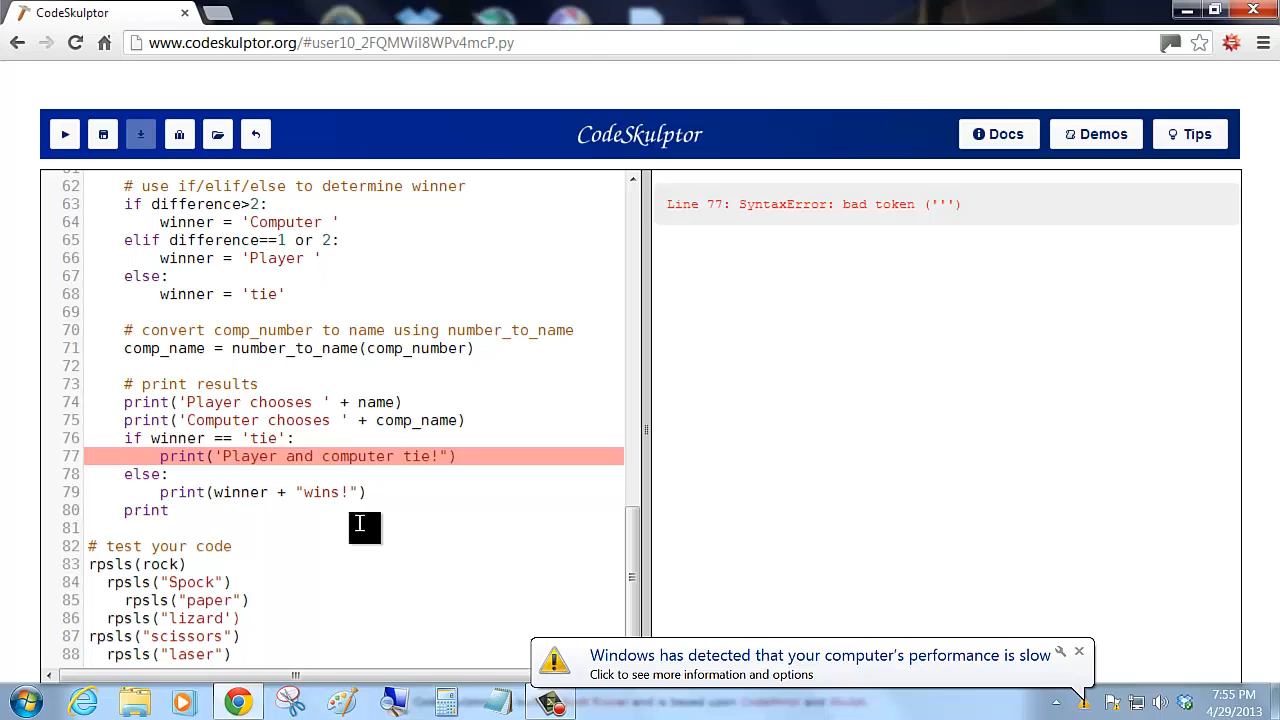 CodeSkulptor
www.codeskulptor.org/#user10_2FQMWil8WPv4mcP.py
CodeSkulptor
Docs
Demos
Tips
62 # use if/elif/else to determine winner
63 if difference>2:
64 winner = 'Computer '
65 elif difference==1 or 2:
66 winner = 'Player '
67 else:
68 winner = 'tie'
69
70 # convert comp_number to name using number_to_name
71 comp_name = number_to_name(comp_number)
72
73 # print results
74 print('Player chooses ' + name)
75 print('Computer chooses ' + comp_name)
76 if winner == 'tie':
77 print('Player and computer tie!")
78 else:
79 print(winner + "wins!")
80 print
81
82 # test your code
83 rpsls(rock)
84 rpsls("Spock")
85 rpsls("paper")
86 rpsls("lizard')
87 rpsls("scissors")
88 rpsls("laser")
Line 77: SyntaxError: bad token (''')
Windows has detected that your computer's performance is slow
Click to see more information and options
7:55 PM
4/29/2013